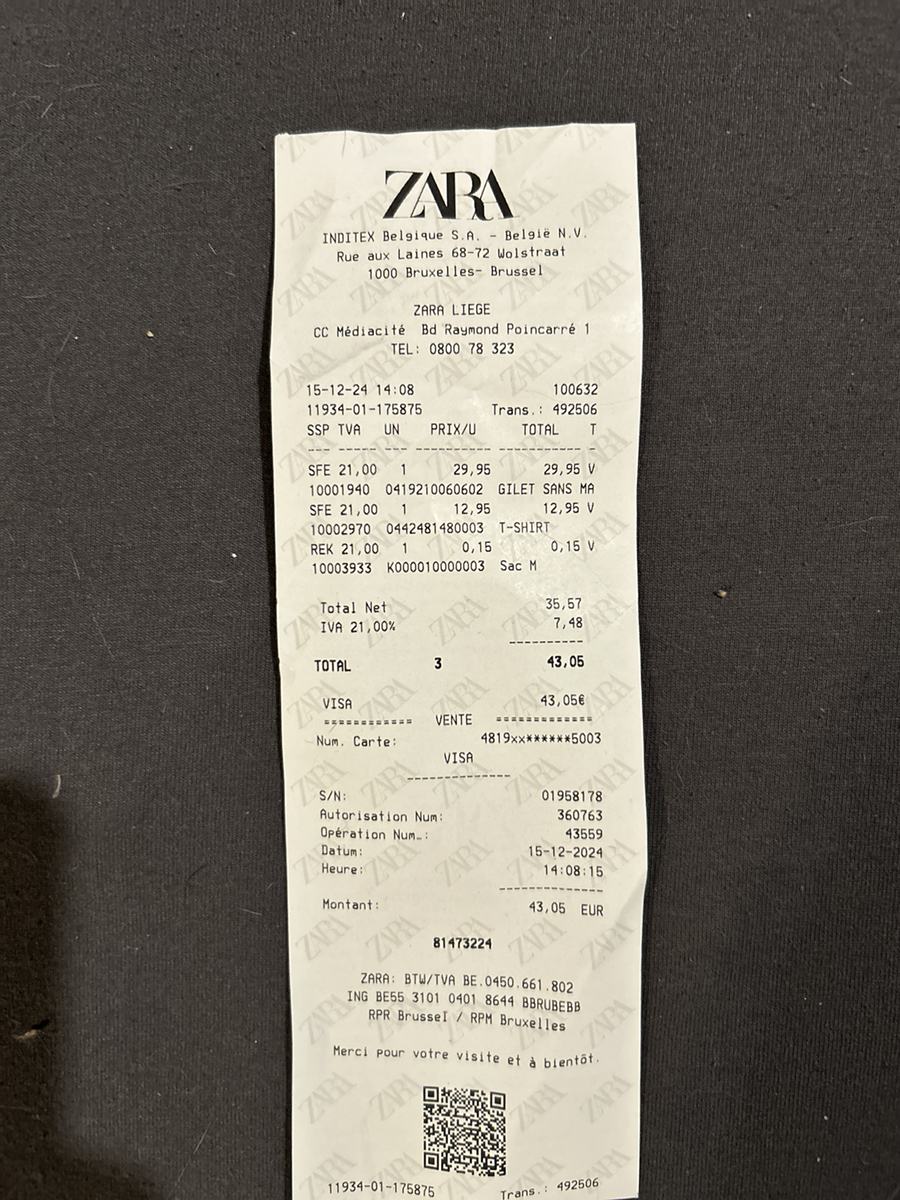 ZARA
INDITEX Belgique S.A. - België N.V.
Rue aux Laines 68-72 Wolstraat
1000 Bruxelles- Brussel
ZARA LIEGE
CC Médiacité Bd Raymond Poincarré 1
TEL: 0800 78 323
15-12-24 14:08 100632
11934-01-175875 Trans.: 492506
SSP TVA UN PRIX/U TOTAL T
--- ----- --- ---------- ----------- -
SFE 21,00 1 29,95 29,95 V
10001940 0419210060602 GILET SANS MA
SFE 21,00 1 12,95 12,95 V
10002970 0442481480003 T-SHIRT
REK 21,00 1 0,15 0,15 V
10003933 K000010000003 Sac M
Total Net 35,57
IVA 21,00% 7,48
----------
TOTAL 3 43,05
VISA 43,05€
============ VENTE =============
Num. Carte: 4819xx******5003
VISA
--------------
S/N: 01958178
Autorisation Num: 360763
Opération Num.: 43559
Datum: 15-12-2024
Heure: 14:08:15
--------------
Montant: 43,05 EUR
81473224
ZARA: BTW/TVA BE.0450.661.802
ING BE55 3101 0401 8644 BBRUBEBB
RPR Brussel / RPM Bruxelles
Merci pour votre visite et à bientôt.
11934-01-175875 Trans.: 492506